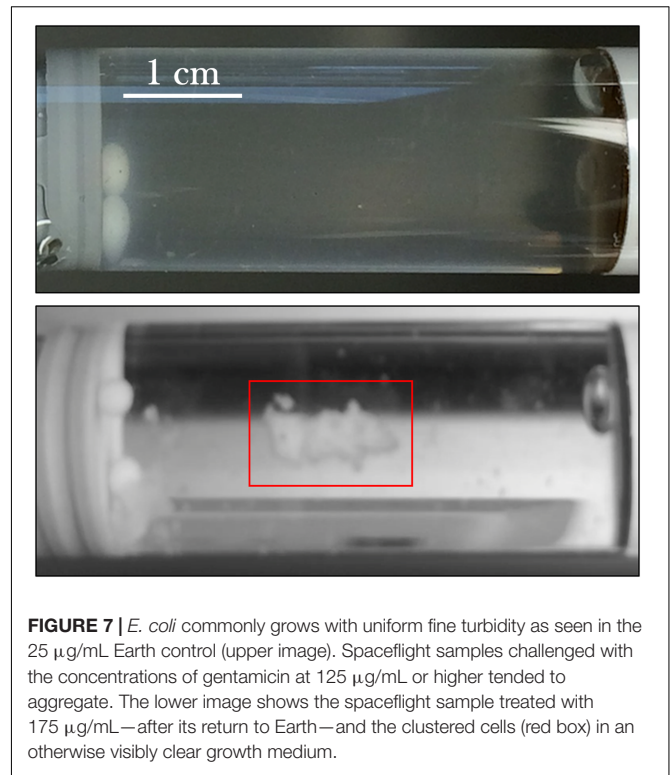 1 cm
FIGURE 7 | E. coli commonly grows with uniform fine turbidity as seen in the
25 μg/mL Earth control (upper image). Spaceflight samples challenged with
the concentrations of gentamicin at 125 μg/mL or higher tended to
aggregate. The lower image shows the spaceflight sample treated with
175 μg/mL—after its return to Earth—and the clustered cells (red box) in an
otherwise visibly clear growth medium.